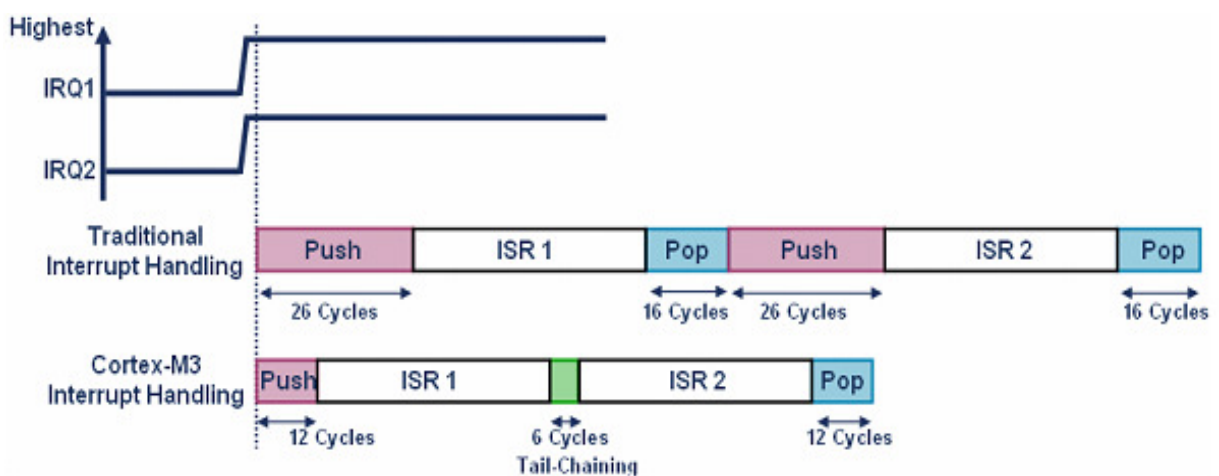 Highest
IRQ1
IRQ2
Traditional
Interrupt Handling
Push
ISR 1
Pop
Push
ISR 2
Pop
26 Cycles
16 Cycles
26 Cycles
16 Cycles
Cortex-M3
Interrupt Handling
Push
ISR 1
ISR 2
Pop
12 Cycles
6 Cycles
12 Cycles
Tail-Chaining